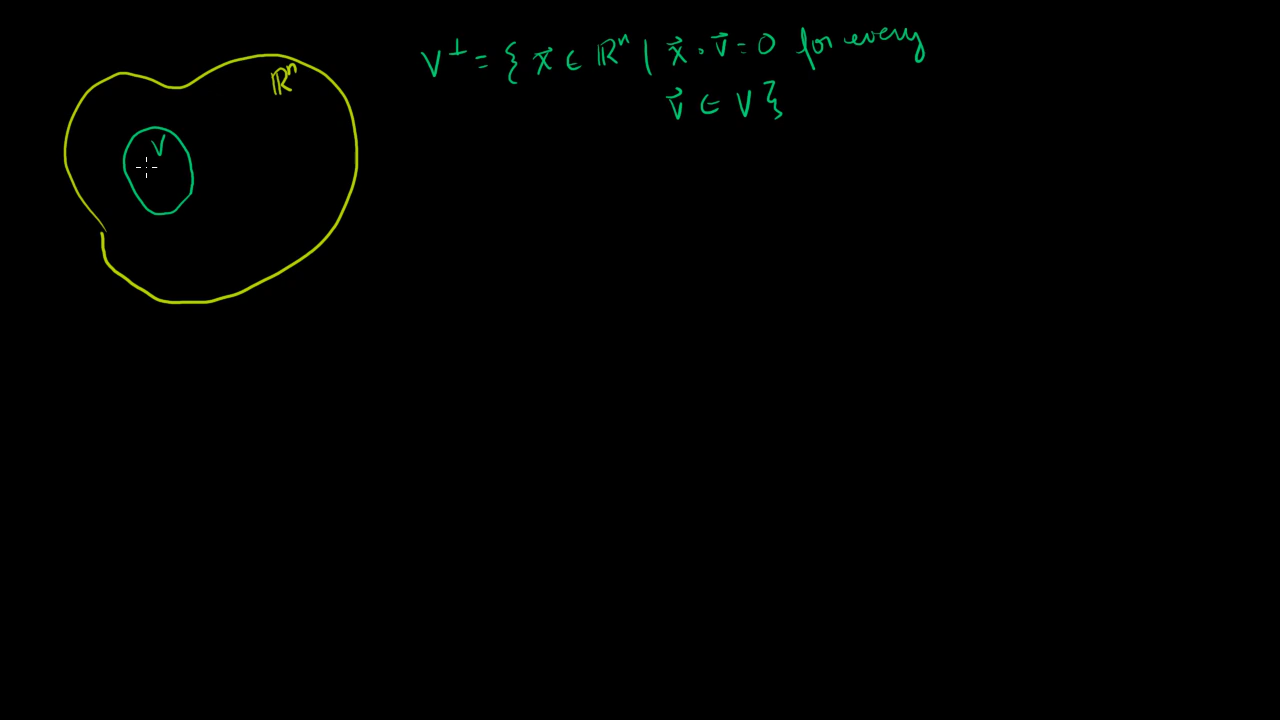 ℝⁿ
V
V^⊥ = { x⃗ ∈ ℝⁿ | x⃗ · v⃗ = 0 for every
v⃗ ∈ V }